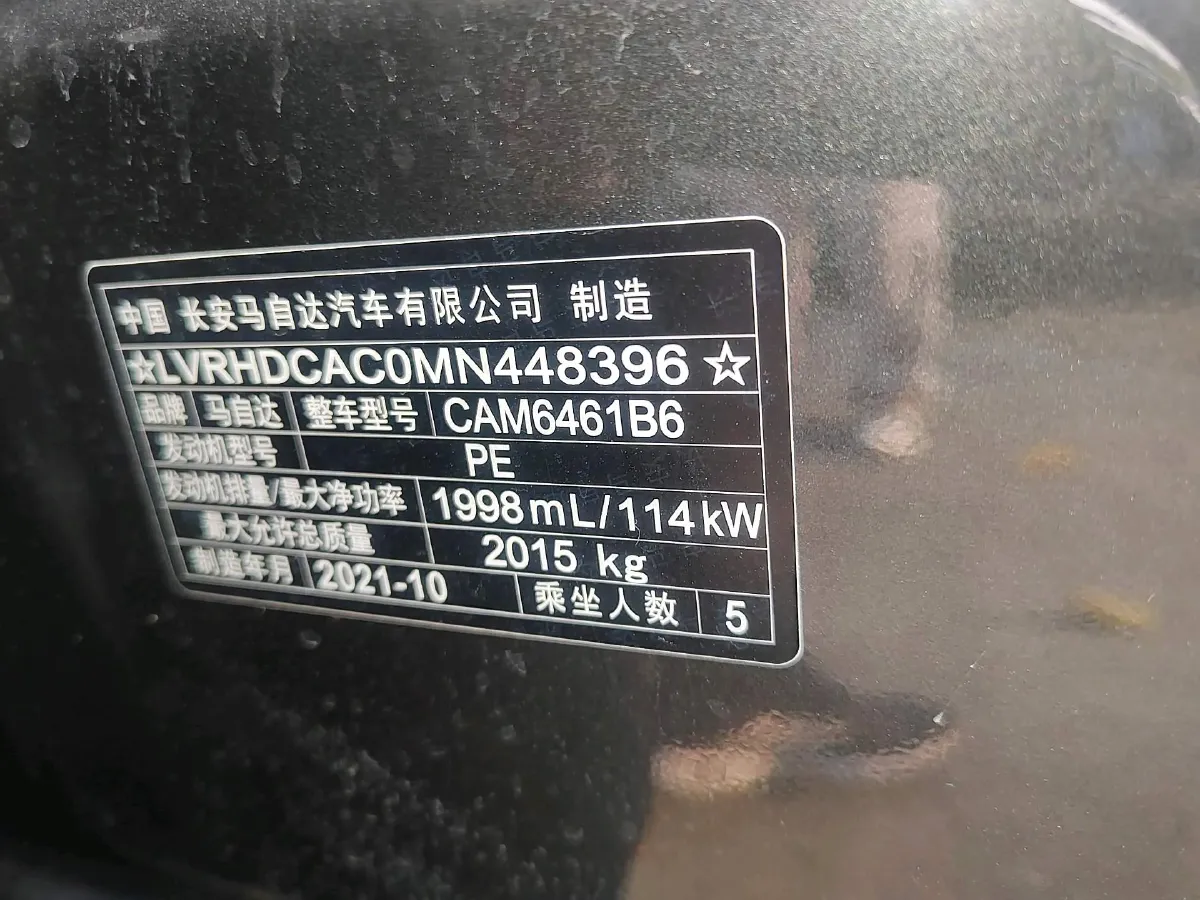 中国 长安马自达汽车有限公司 制造
☆LVRHDCAC0MN448396☆
品牌 马自达 整车型号 CAM6461B6
发动机型号 PE
发动机排量/最大净功率 1998mL/114kW
最大允许总质量 2015 kg
制造年月 2021-10 乘坐人数 5